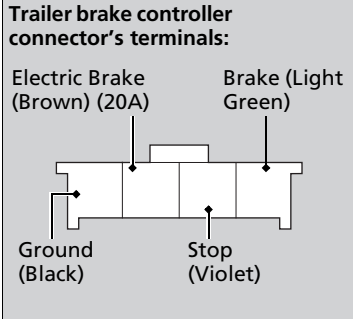 Trailer brake controller
connector's terminals:
Electric Brake
(Brown) (20A)
Brake (Light
Green)
Ground
(Black)
Stop
(Violet)